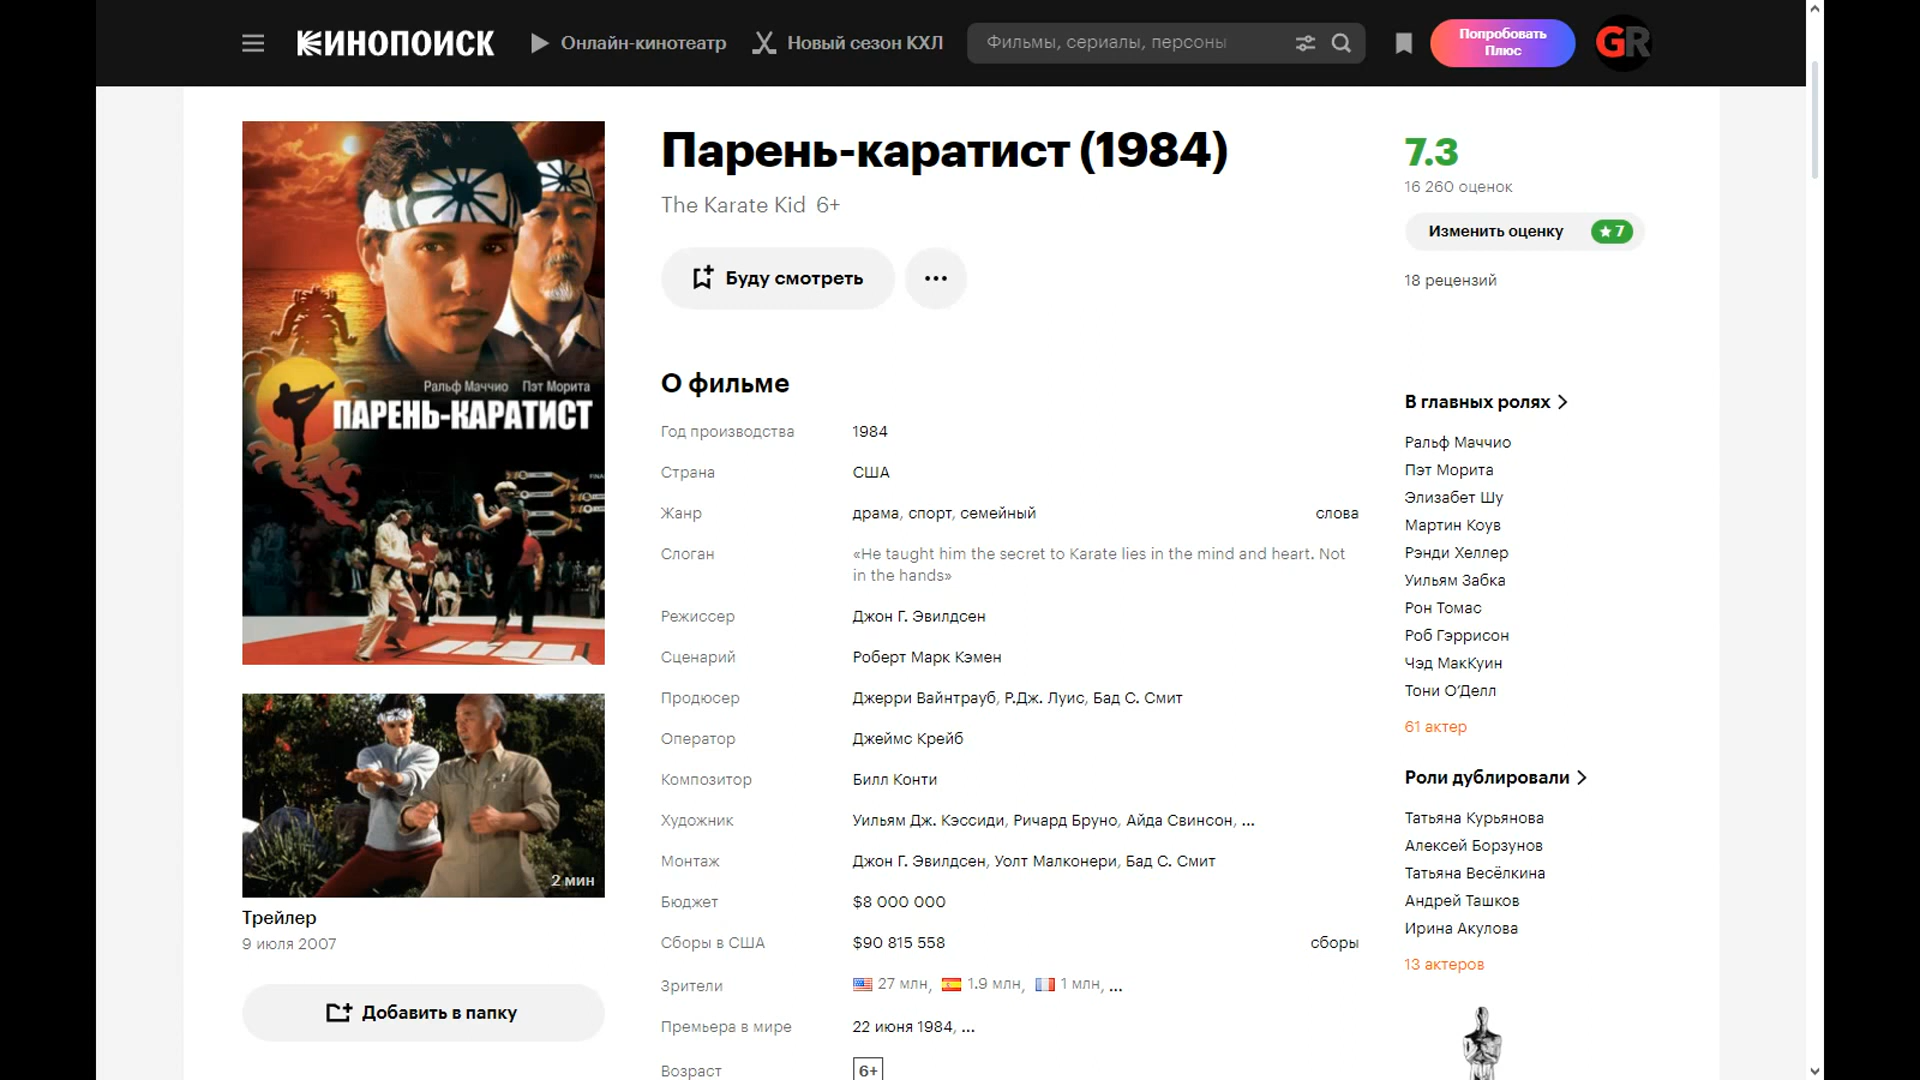 КИНОПОИСК
Онлайн-кинотеатр
Новый сезон КХЛ
Фильмы, сериалы, персоны
Попробовать
Плюс
GR
Ральф Маччио Пэт Морита
ПАРЕНЬ-КАРАТИСТ
2 мин
Трейлер
9 июля 2007
Добавить в папку
Парень-каратист (1984)
The Karate Kid 6+
Буду смотреть
О фильме
Год производства 1984
Страна США
Жанр драма, спорт, семейный слова
Слоган «He taught him the secret to Karate lies in the mind and heart. Not
in the hands»
Режиссер Джон Г. Эвилдсен
Сценарий Роберт Марк Кэмен
Продюсер Джерри Вайнтрауб, Р.Дж. Луис, Бад С. Смит
Оператор Джеймс Крейб
Композитор Билл Конти
Художник Уильям Дж. Кэссиди, Ричард Бруно, Айда Свинсон, ...
Монтаж Джон Г. Эвилдсен, Уолт Малконери, Бад С. Смит
Бюджет $8 000 000
Сборы в США $90 815 558 сборы
Зрители 27 млн, 1.9 млн, 1 млн, ...
Премьера в мире 22 июня 1984, ...
Возраст 6+
7.3
16 260 оценок
Изменить оценку 7
18 рецензий
В главных ролях
Ральф Маччио
Пэт Морита
Элизабет Шу
Мартин Коув
Рэнди Хеллер
Уильям Забка
Рон Томас
Роб Гэррисон
Чэд МакКуин
Тони О’Делл
61 актер
Роли дублировали
Татьяна Курьянова
Алексей Борзунов
Татьяна Весёлкина
Андрей Ташков
Ирина Акулова
13 актеров